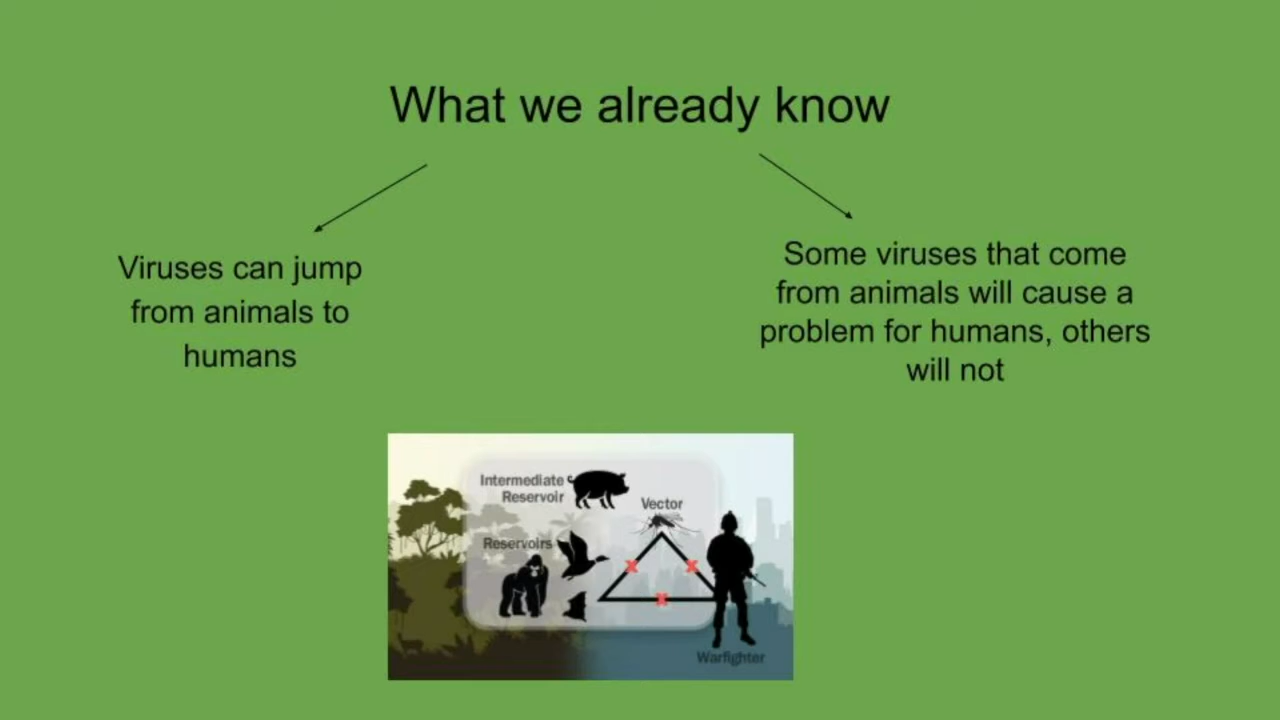 What we already know
Viruses can jump
from animals to
humans
Some viruses that come
from animals will cause a
problem for humans, others
will not
Intermediate
Reservoir
Vector
Reservoirs
Warfighter